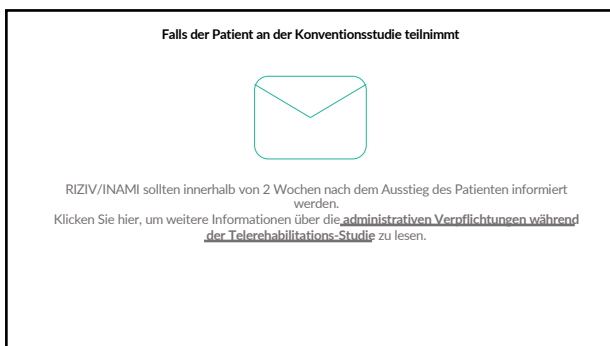 Falls der Patient an der Konventionsstudie teilnimmt
RIZIV/INAMI sollten innerhalb von 2 Wochen nach dem Ausstieg des Patienten informiert
werden.
Klicken Sie hier, um weitere Informationen über die administrativen Verpflichtungen während
der Telerehabilitations-Studie zu lesen.